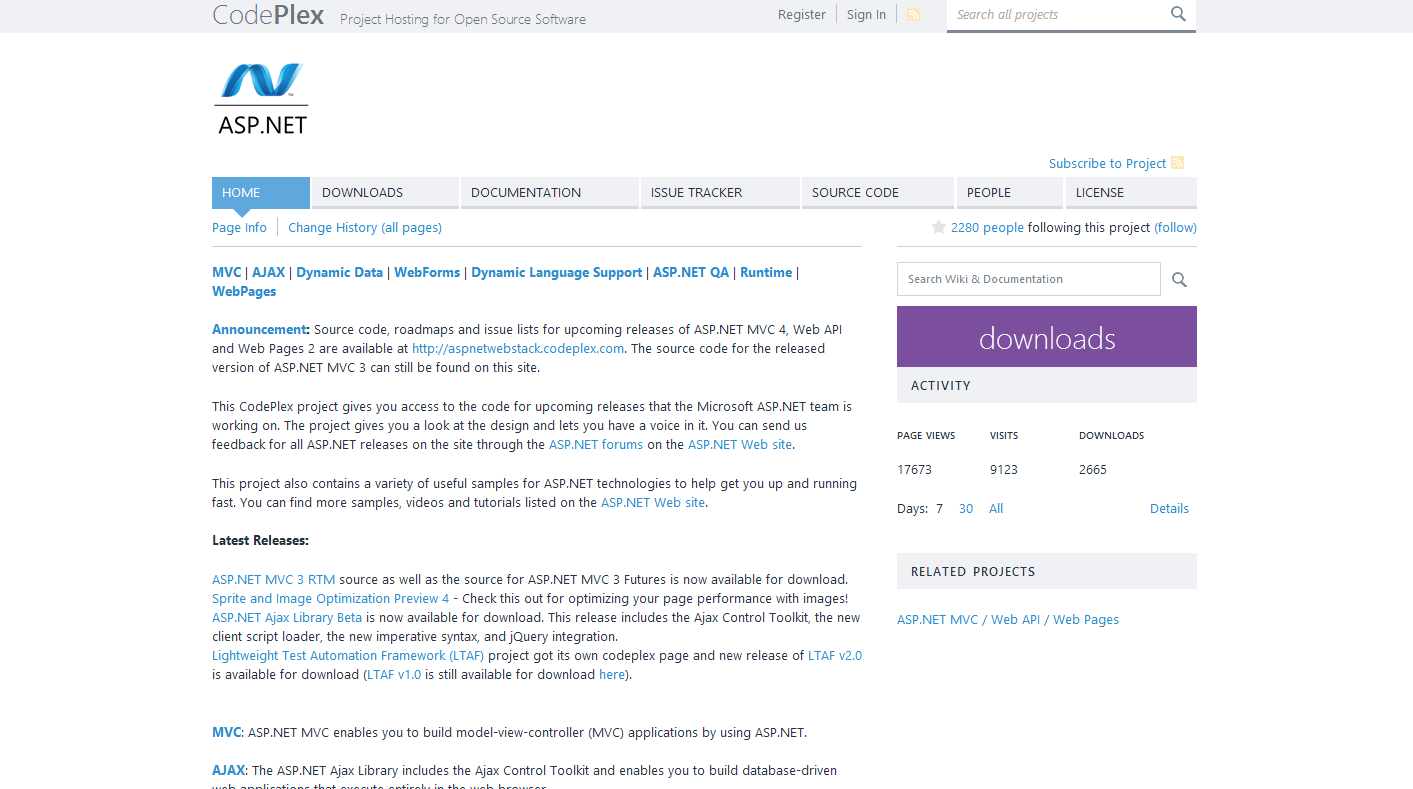 CodePlex Project Hosting for Open Source Software
Register Sign In Search all projects
ASP.NET
TM
Subscribe to Project
HOME DOWNLOADS DOCUMENTATION ISSUE TRACKER SOURCE CODE PEOPLE LICENSE
Page Info Change History (all pages)
2280 people following this project (follow)
MVC | AJAX | Dynamic Data | WebForms | Dynamic Language Support | ASP.NET QA | Runtime |
WebPages
Announcement: Source code, roadmaps and issue lists for upcoming releases of ASP.NET MVC 4, Web API
and Web Pages 2 are available at http://aspnetwebstack.codeplex.com. The source code for the released
version of ASP.NET MVC 3 can still be found on this site.
This CodePlex project gives you access to the code for upcoming releases that the Microsoft ASP.NET team is
working on. The project gives you a look at the design and lets you have a voice in it. You can send us
feedback for all ASP.NET releases on the site through the ASP.NET forums on the ASP.NET Web site.
This project also contains a variety of useful samples for ASP.NET technologies to help get you up and running
fast. You can find more samples, videos and tutorials listed on the ASP.NET Web site.
Latest Releases:
ASP.NET MVC 3 RTM source as well as the source for ASP.NET MVC 3 Futures is now available for download.
Sprite and Image Optimization Preview 4 - Check this out for optimizing your page performance with images!
ASP.NET Ajax Library Beta is now available for download. This release includes the Ajax Control Toolkit, the new
client script loader, the new imperative syntax, and jQuery integration.
Lightweight Test Automation Framework (LTAF) project got its own codeplex page and new release of LTAF v2.0
is available for download (LTAF v1.0 is still available for download here).
MVC: ASP.NET MVC enables you to build model-view-controller (MVC) applications by using ASP.NET.
AJAX: The ASP.NET Ajax Library includes the Ajax Control Toolkit and enables you to build database-driven
web applications that execute entirely in the web browser.
Search Wiki & Documentation
downloads
ACTIVITY
PAGE VIEWS VISITS DOWNLOADS
17673 9123 2665
Days: 7 30 All Details
RELATED PROJECTS
ASP.NET MVC / Web API / Web Pages